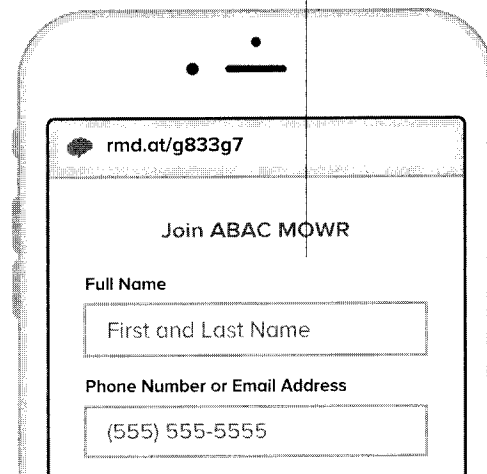 rmd.at/g833g7
Join ABAC MOWR
Full Name
First and Last Name
Phone Number or Email Address
(555) 555-5555